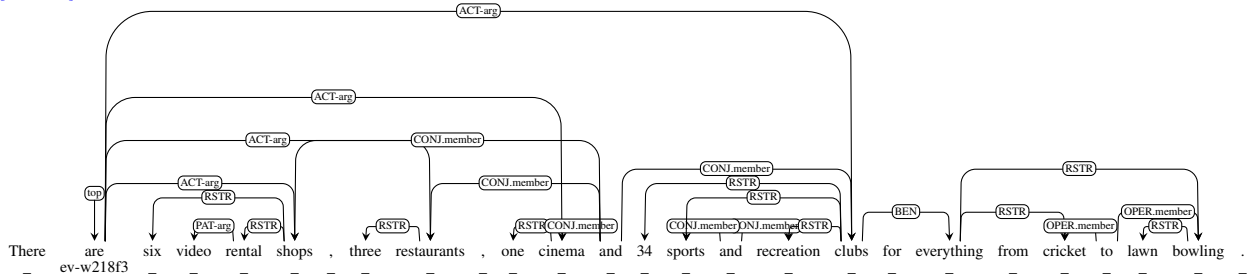 ACT-arg
ACT-arg
ACT-arg CONJ.member
CONJ.member RSTR
top ACT-arg CONJ.member RSTR
RSTR RSTR
BEN RSTR OPER.member
PAT-arg RSTR RSTR RSTR CONJ.member CONJ.member ONJ.member RSTR OPER.member RSTR
There are six video rental shops , three restaurants , one cinema and 34 sports and recreation clubs for everything from cricket to lawn bowling .
_ ev-w218f3 _ _ _ _ _ _ _ _ _ _ _ _ _ _ _ _ _ _ _ _ _ _ _ _ _